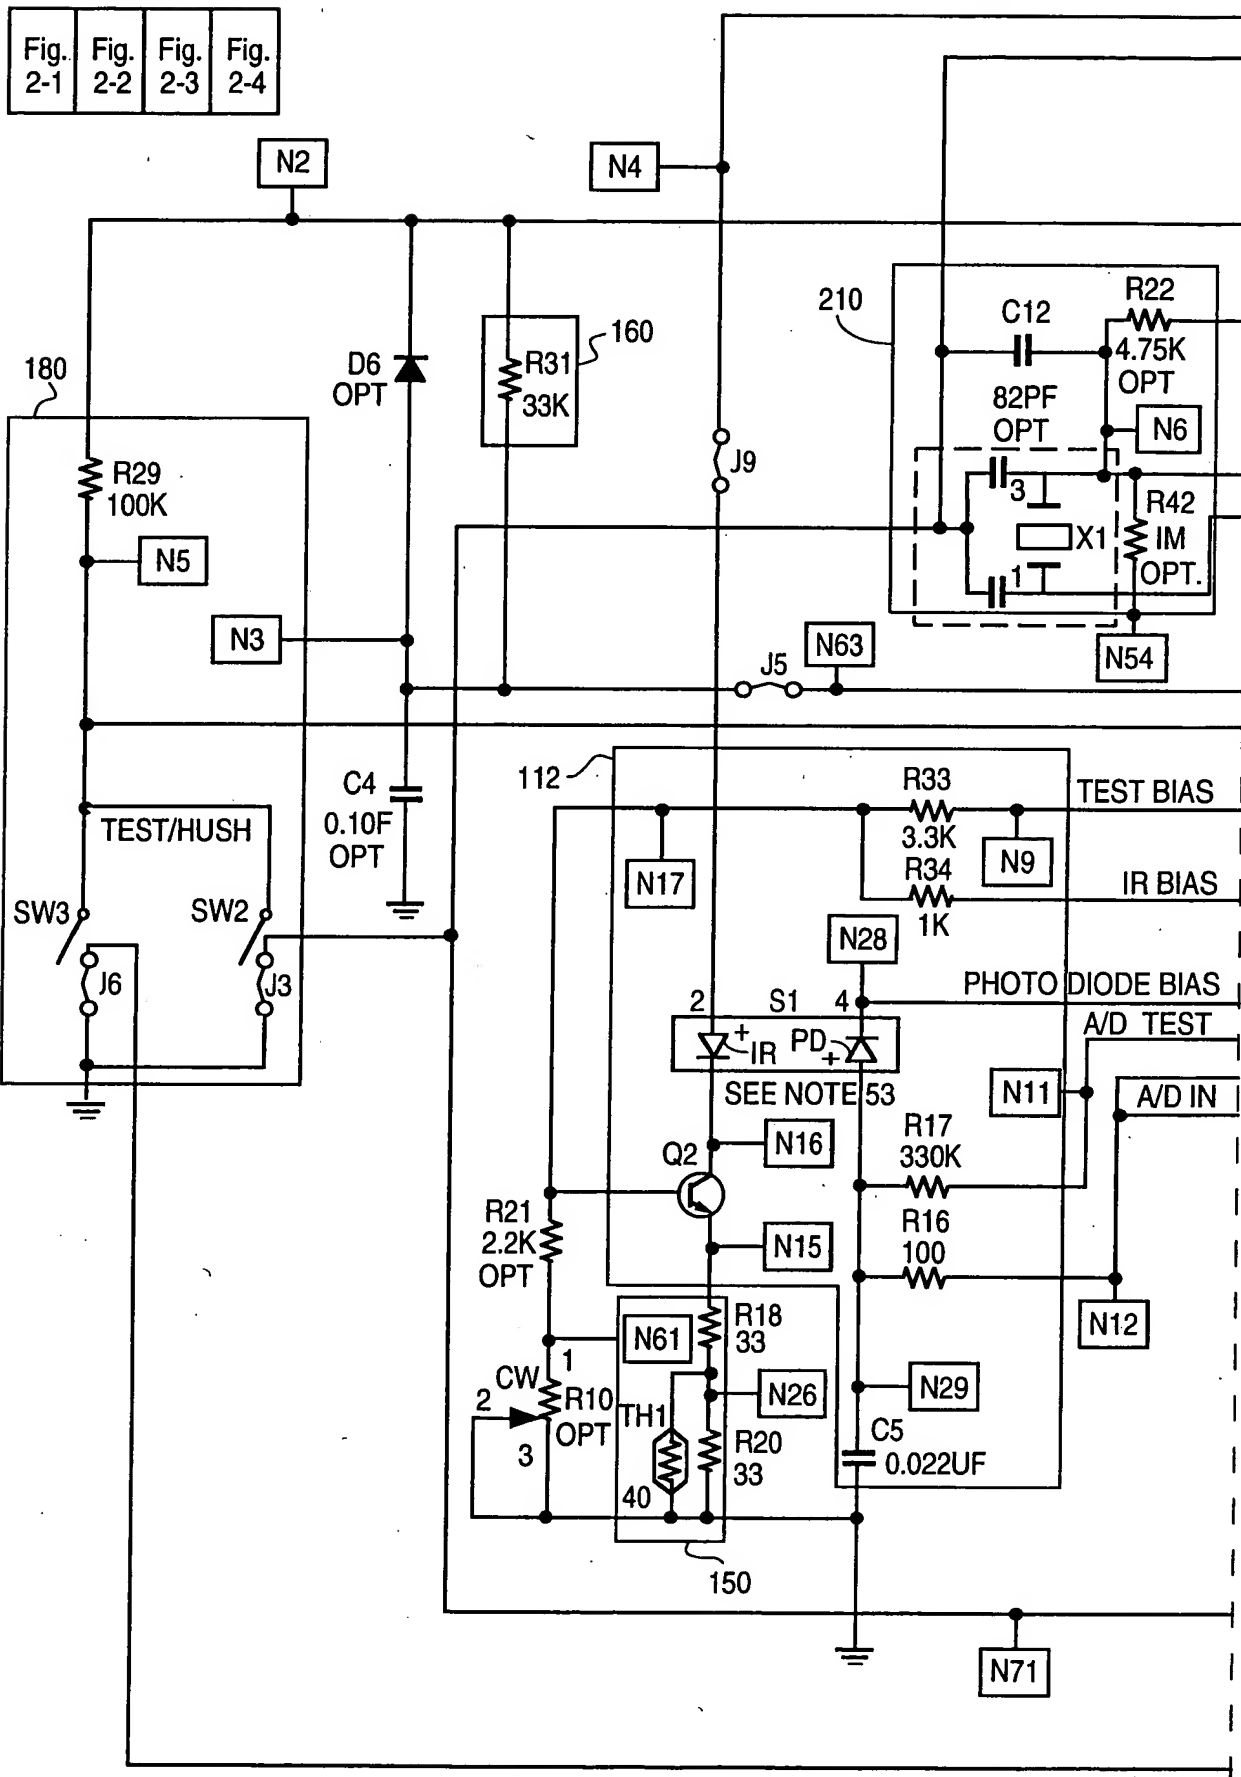 Fig. 2-1
Fig. 2-2
Fig. 2-3
Fig. 2-4
N2
N4
210
C12
R22
4.75K
OPT
82PF
OPT
N6
160
R31
33K
D6
OPT
180
J9
R29
100K
N5
3
X1
1
R42
IM
OPT.
N3
N63
N54
J5
112
R33
3.3K
TEST BIAS
C4
0.10F
OPT
TEST/HUSH
N17
N9
R34
1K
IR BIAS
SW3
SW2
N28
J6
J3
2
S1
4
PHOTO DIODE BIAS
A/D TEST
+
IR
PD
+
SEE NOTE 53
N11
A/D IN
Q2
N16
R17
330K
R21
2.2K
OPT
N15
R16
100
R18
33
N61
N12
1
CW
2
R10
OPT
3
TH1
N26
N29
R20
33
C5
0.022UF
40
150
N71